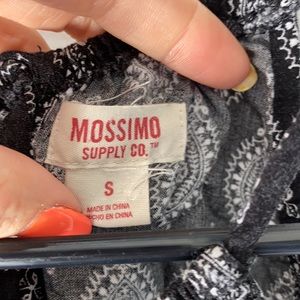 MOSSIMO
SUPPLY CO.™
S
MADE IN CHINA
HECHO EN CHINA